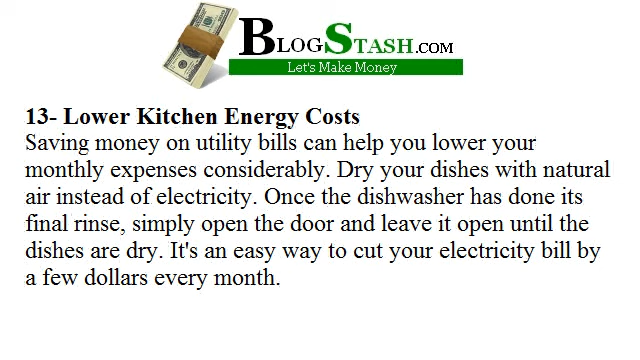 BLOGSTASH.COM
Let's Make Money
13- Lower Kitchen Energy Costs
Saving money on utility bills can help you lower your
monthly expenses considerably. Dry your dishes with natural
air instead of electricity. Once the dishwasher has done its
final rinse, simply open the door and leave it open until the
dishes are dry. It's an easy way to cut your electricity bill by
a few dollars every month.